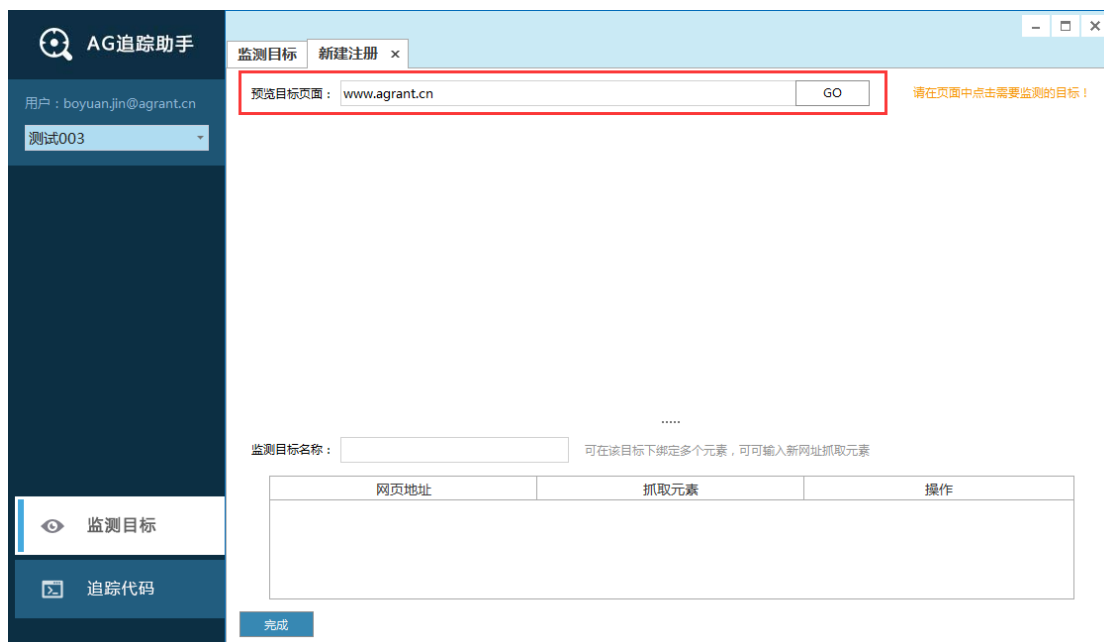 AG追踪助手
用户：boyuan.jin@agrant.cn
测试003
监测目标
追踪代码
监测目标 新建注册 ×
预览目标页面： www.agrant.cn GO 请在页面中点击需要监测的目标！
.....
监测目标名称： 可在该目标下绑定多个元素，可可输入新网址抓取元素
网页地址 抓取元素 操作
完成